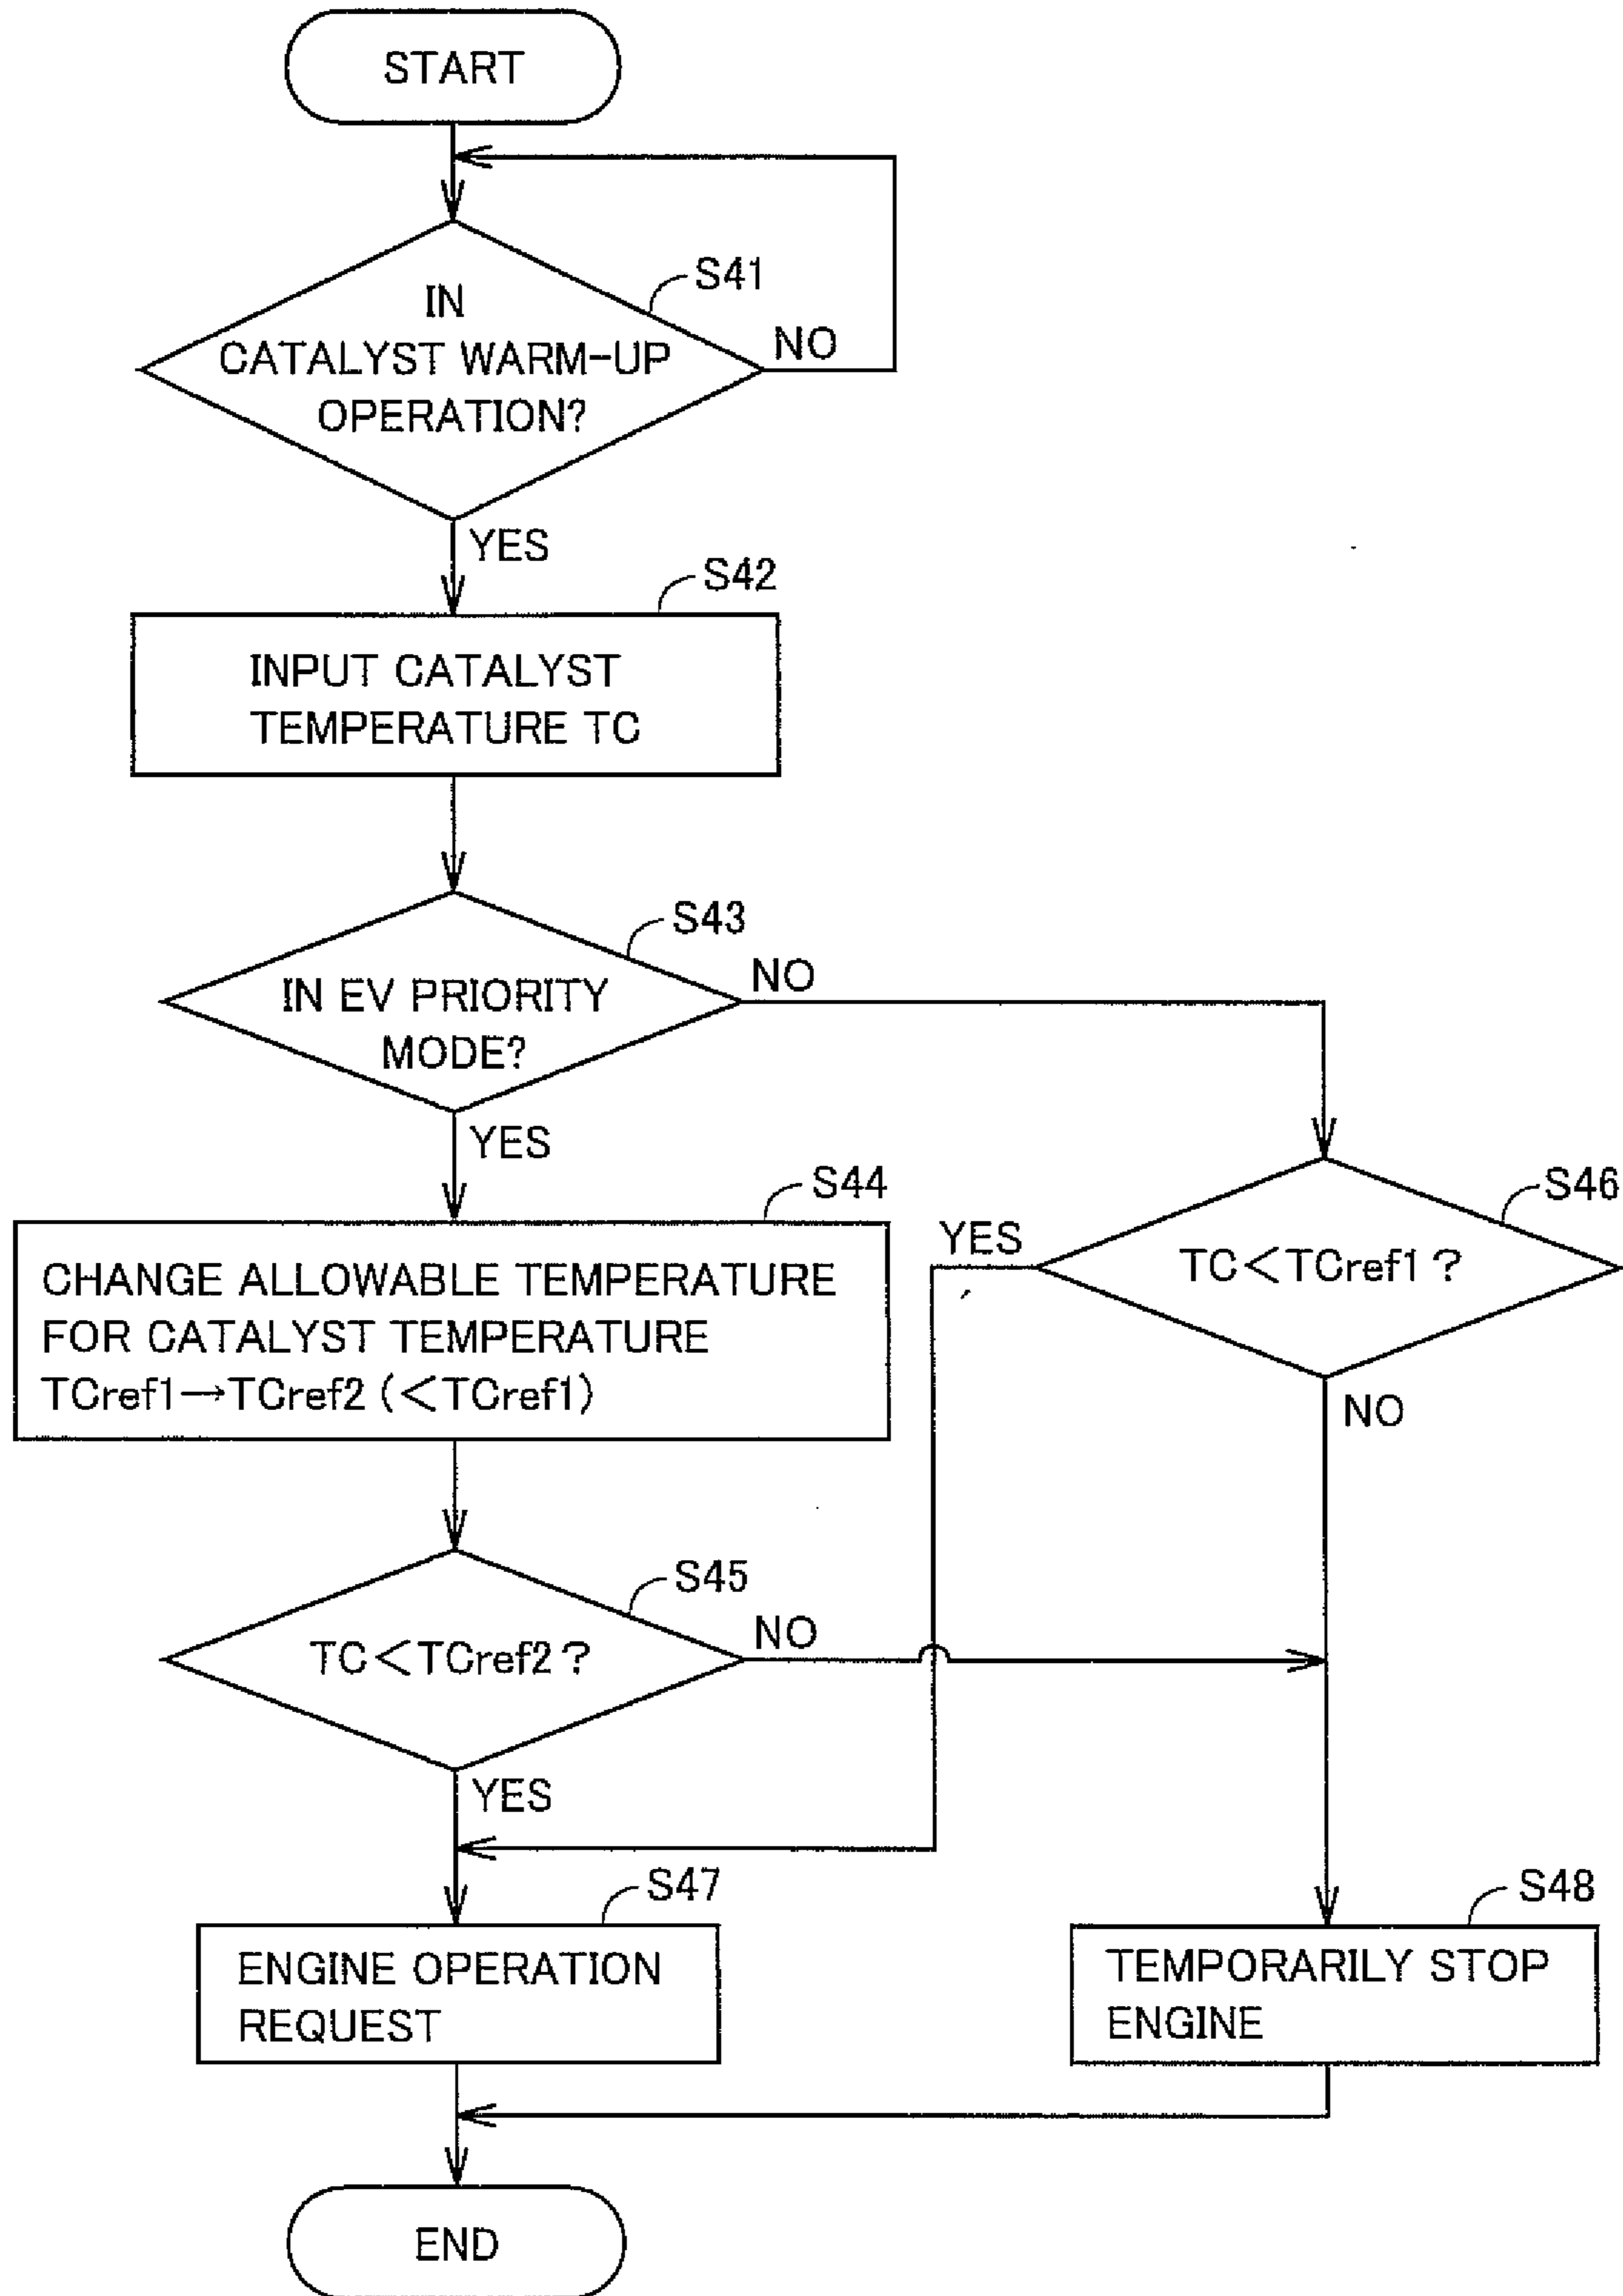 START
S41
IN
CATALYST WARM-UP
OPERATION?
NO
YES
S42
INPUT CATALYST
TEMPERATURE TC
S43
IN EV PRIORITY
MODE?
NO
YES
S44
CHANGE ALLOWABLE TEMPERATURE
FOR CATALYST TEMPERATURE
TCref1→TCref2 (<TCref1)
S46
YES
TC<TCref1?
NO
S45
TC<TCref2?
NO
YES
S47
ENGINE OPERATION
REQUEST
S48
TEMPORARILY STOP
ENGINE
END